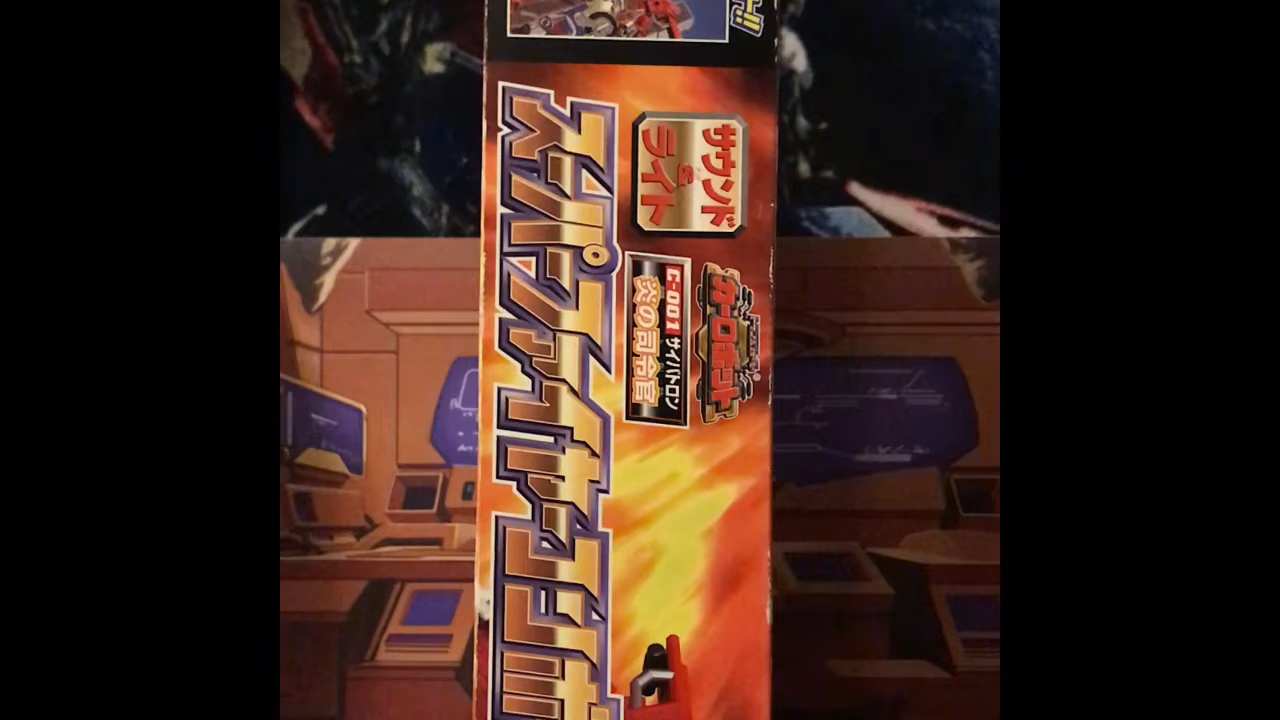 サウンド
&
ライト
カーロボット
C-001 サイバトロン
炎の司令官
スーパーファイヤーコンボ